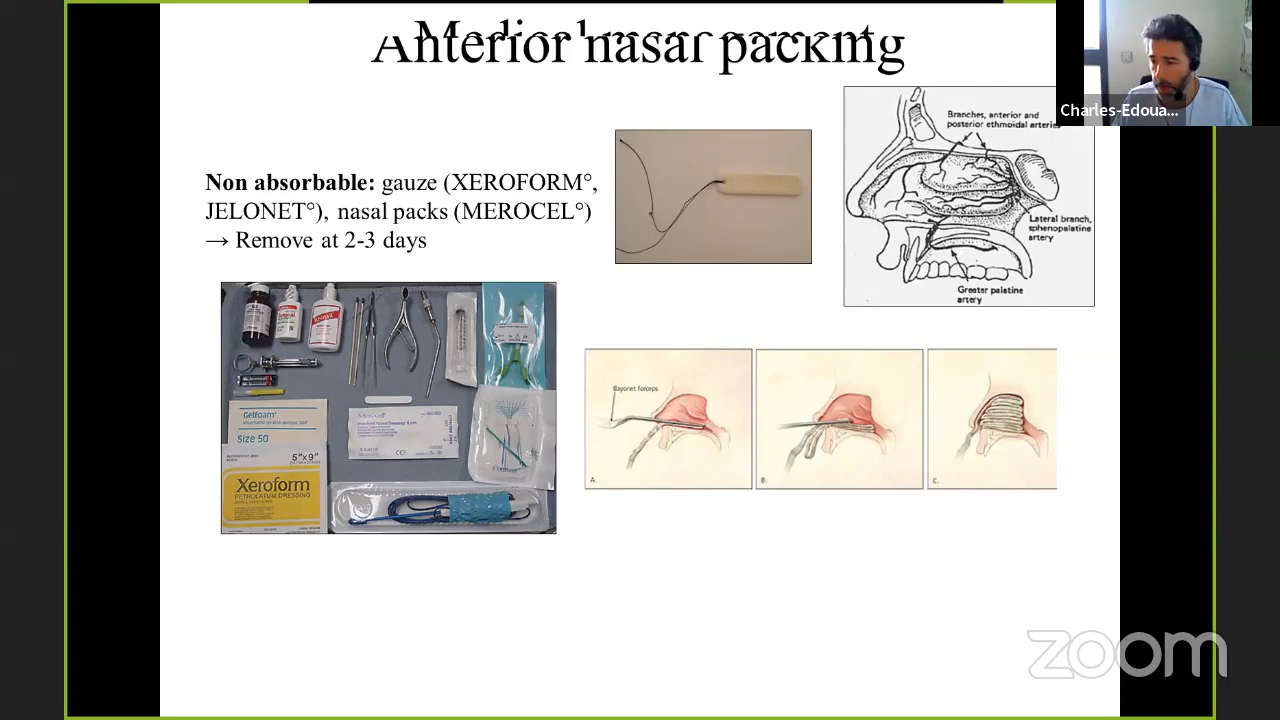 Anterior nasal packing
Charles-Edoua...
Branches, anterior and
posterior ethmoidal arteries
Non absorbable: gauze (XEROFORM°,
JELONET°), nasal packs (MEROCEL°)
→ Remove at 2-3 days
Lateral branch,
sphenopalatine
artery
Greater palatine
artery
Bayonet forceps
A.
B.
C.
Gelfoam
Size 50
Merocel
5"x9"
Xeroform
PETROLATUM DRESSING
zoom